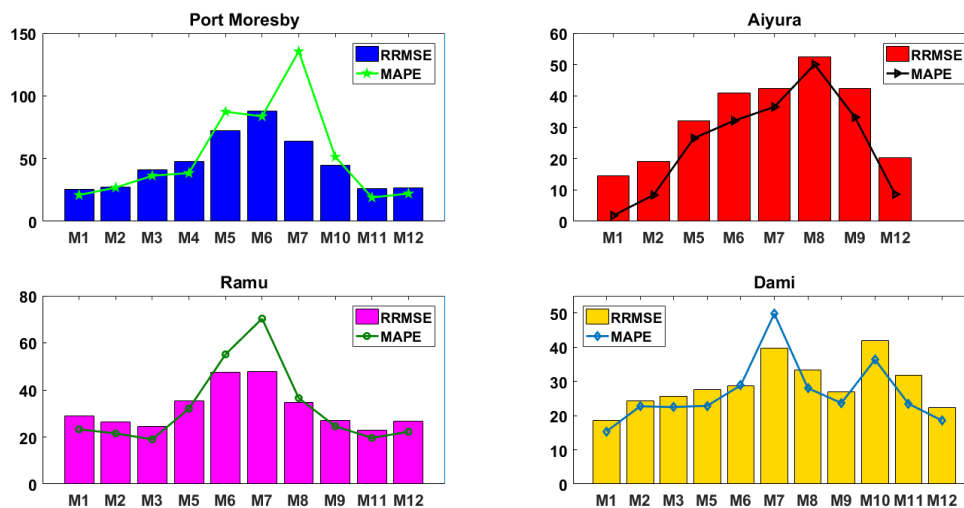 Port Moresby
150
100
50
0
RRMSE
MAPE
M1 M2 M3 M4 M5 M6 M7 M10 M11 M12
Aiyura
60
50
40
30
20
10
0
RRMSE
MAPE
M1 M2 M5 M6 M7 M8 M9 M12
Ramu
80
60
40
20
0
RRMSE
MAPE
M1 M2 M3 M5 M6 M7 M8 M9 M11 M12
Dami
50
40
30
20
10
0
RRMSE
MAPE
M1 M2 M3 M5 M6 M7 M8 M9 M10 M11 M12